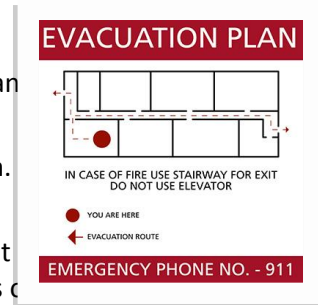 EVACUATION PLAN
an
IN CASE OF FIRE USE STAIRWAY FOR EXIT
DO NOT USE ELEVATOR
YOU ARE HERE
EVACUATION ROUTE
EMERGENCY PHONE NO. - 911